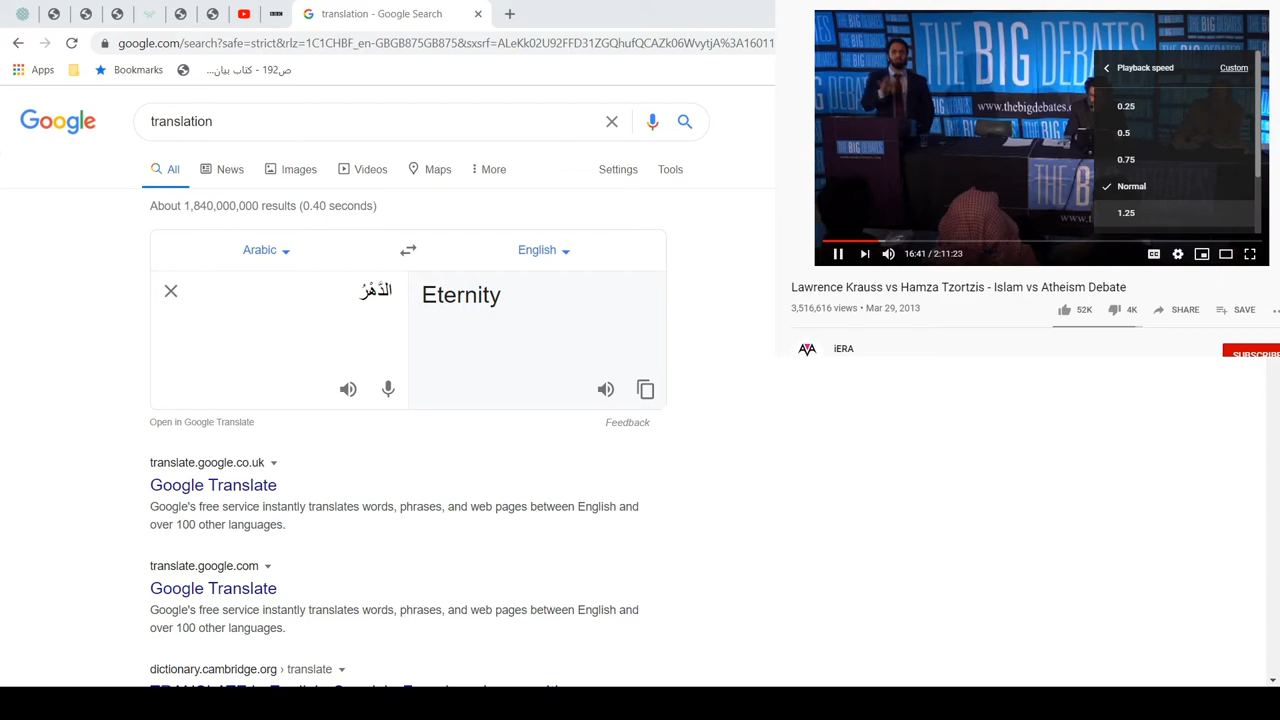 translation - Google Search
google.com/search?safe=strict&rlz=1C1CHBF_en-GBGB875GB875&sxsrf=ALeKk03U92FFD31ZGQhufQCAZk06WvytjA%3A16011
Apps
Bookmarks
ص192 - كتاب بيان...
Google
translation
All
News
Images
Videos
Maps
More
Settings
Tools
About 1,840,000,000 results (0.40 seconds)
Arabic
English
الدَّهْرُ
Eternity
Open in Google Translate
Feedback
translate.google.co.uk
Google Translate
Google's free service instantly translates words, phrases, and web pages between English and
over 100 other languages.
translate.google.com
Google Translate
Google's free service instantly translates words, phrases, and web pages between English and
over 100 other languages.
dictionary.cambridge.org › translate
THE BIG DEBATES
www.thebigdebates.c
THE BIG
Playback speed
Custom
0.25
0.5
0.75
Normal
1.25
16:41 / 2:11:23
CC
Lawrence Krauss vs Hamza Tzortzis - Islam vs Atheism Debate
3,516,616 views • Mar 29, 2013
52K
4K
SHARE
SAVE
iERA
SUBSCRIBE